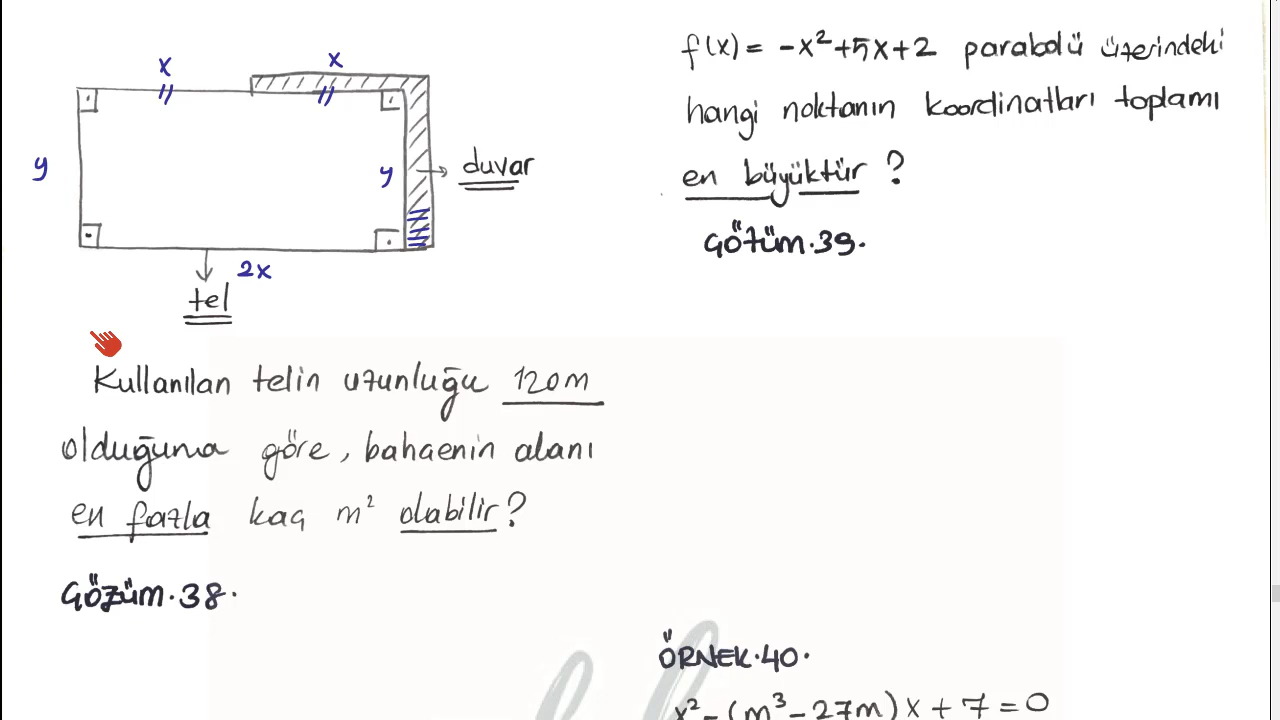 x
x
y
y
duvar
2x
tel
Kullanılan telin uzunluğu 120m
olduğuna göre, bahçenin alanı
en fazla kaç m² olabilir?
ÇÖZÜM.38.
f(x) = -x²+5x+2 parabolü üzerindeki
hangi noktanın koordinatları toplamı
en büyüktür ?
ÇÖZÜM.39.
ÖRNEK.40.
x² - (m³ - 27m) x + 7 = 0